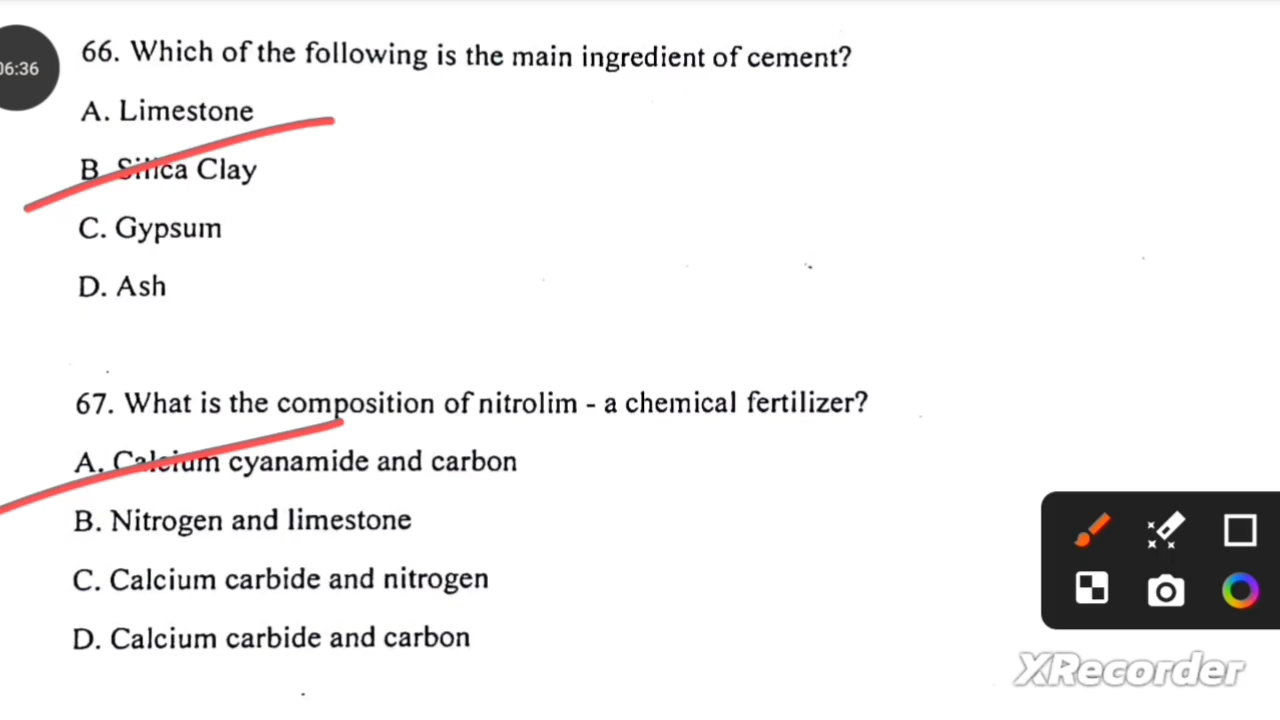 06:36
66. Which of the following is the main ingredient of cement?
A. Limestone
B. Silica Clay
C. Gypsum
D. Ash
67. What is the composition of nitrolim - a chemical fertilizer?
A. Calcium cyanamide and carbon
B. Nitrogen and limestone
C. Calcium carbide and nitrogen
D. Calcium carbide and carbon
XRecorder